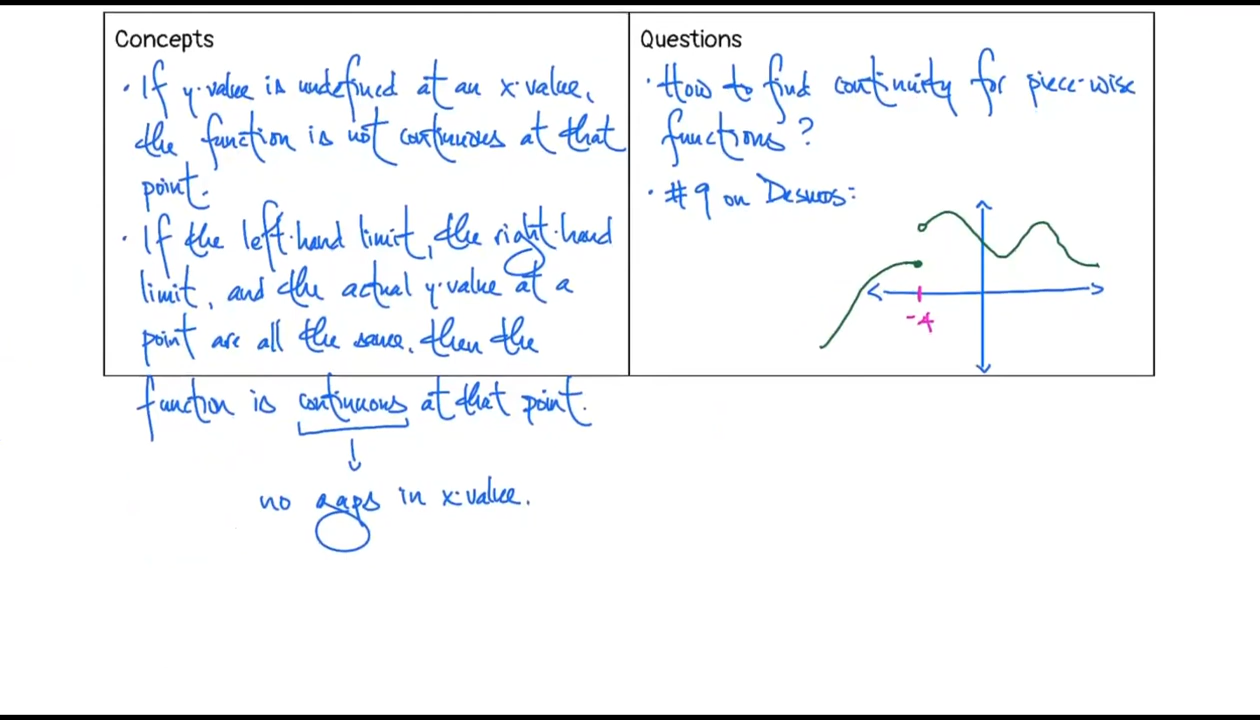 Concepts
· If y-value is undefined at an x-value,
the function is not continuous at that
point.
· If the left-hand limit, the right-hand
limit, and the actual y-value at a
point are all the same, then the
function is continuous at that point.
no gaps in x-value.
Questions
· How to find continuity for piece-wise
functions?
· #9 on Desmos:
-4